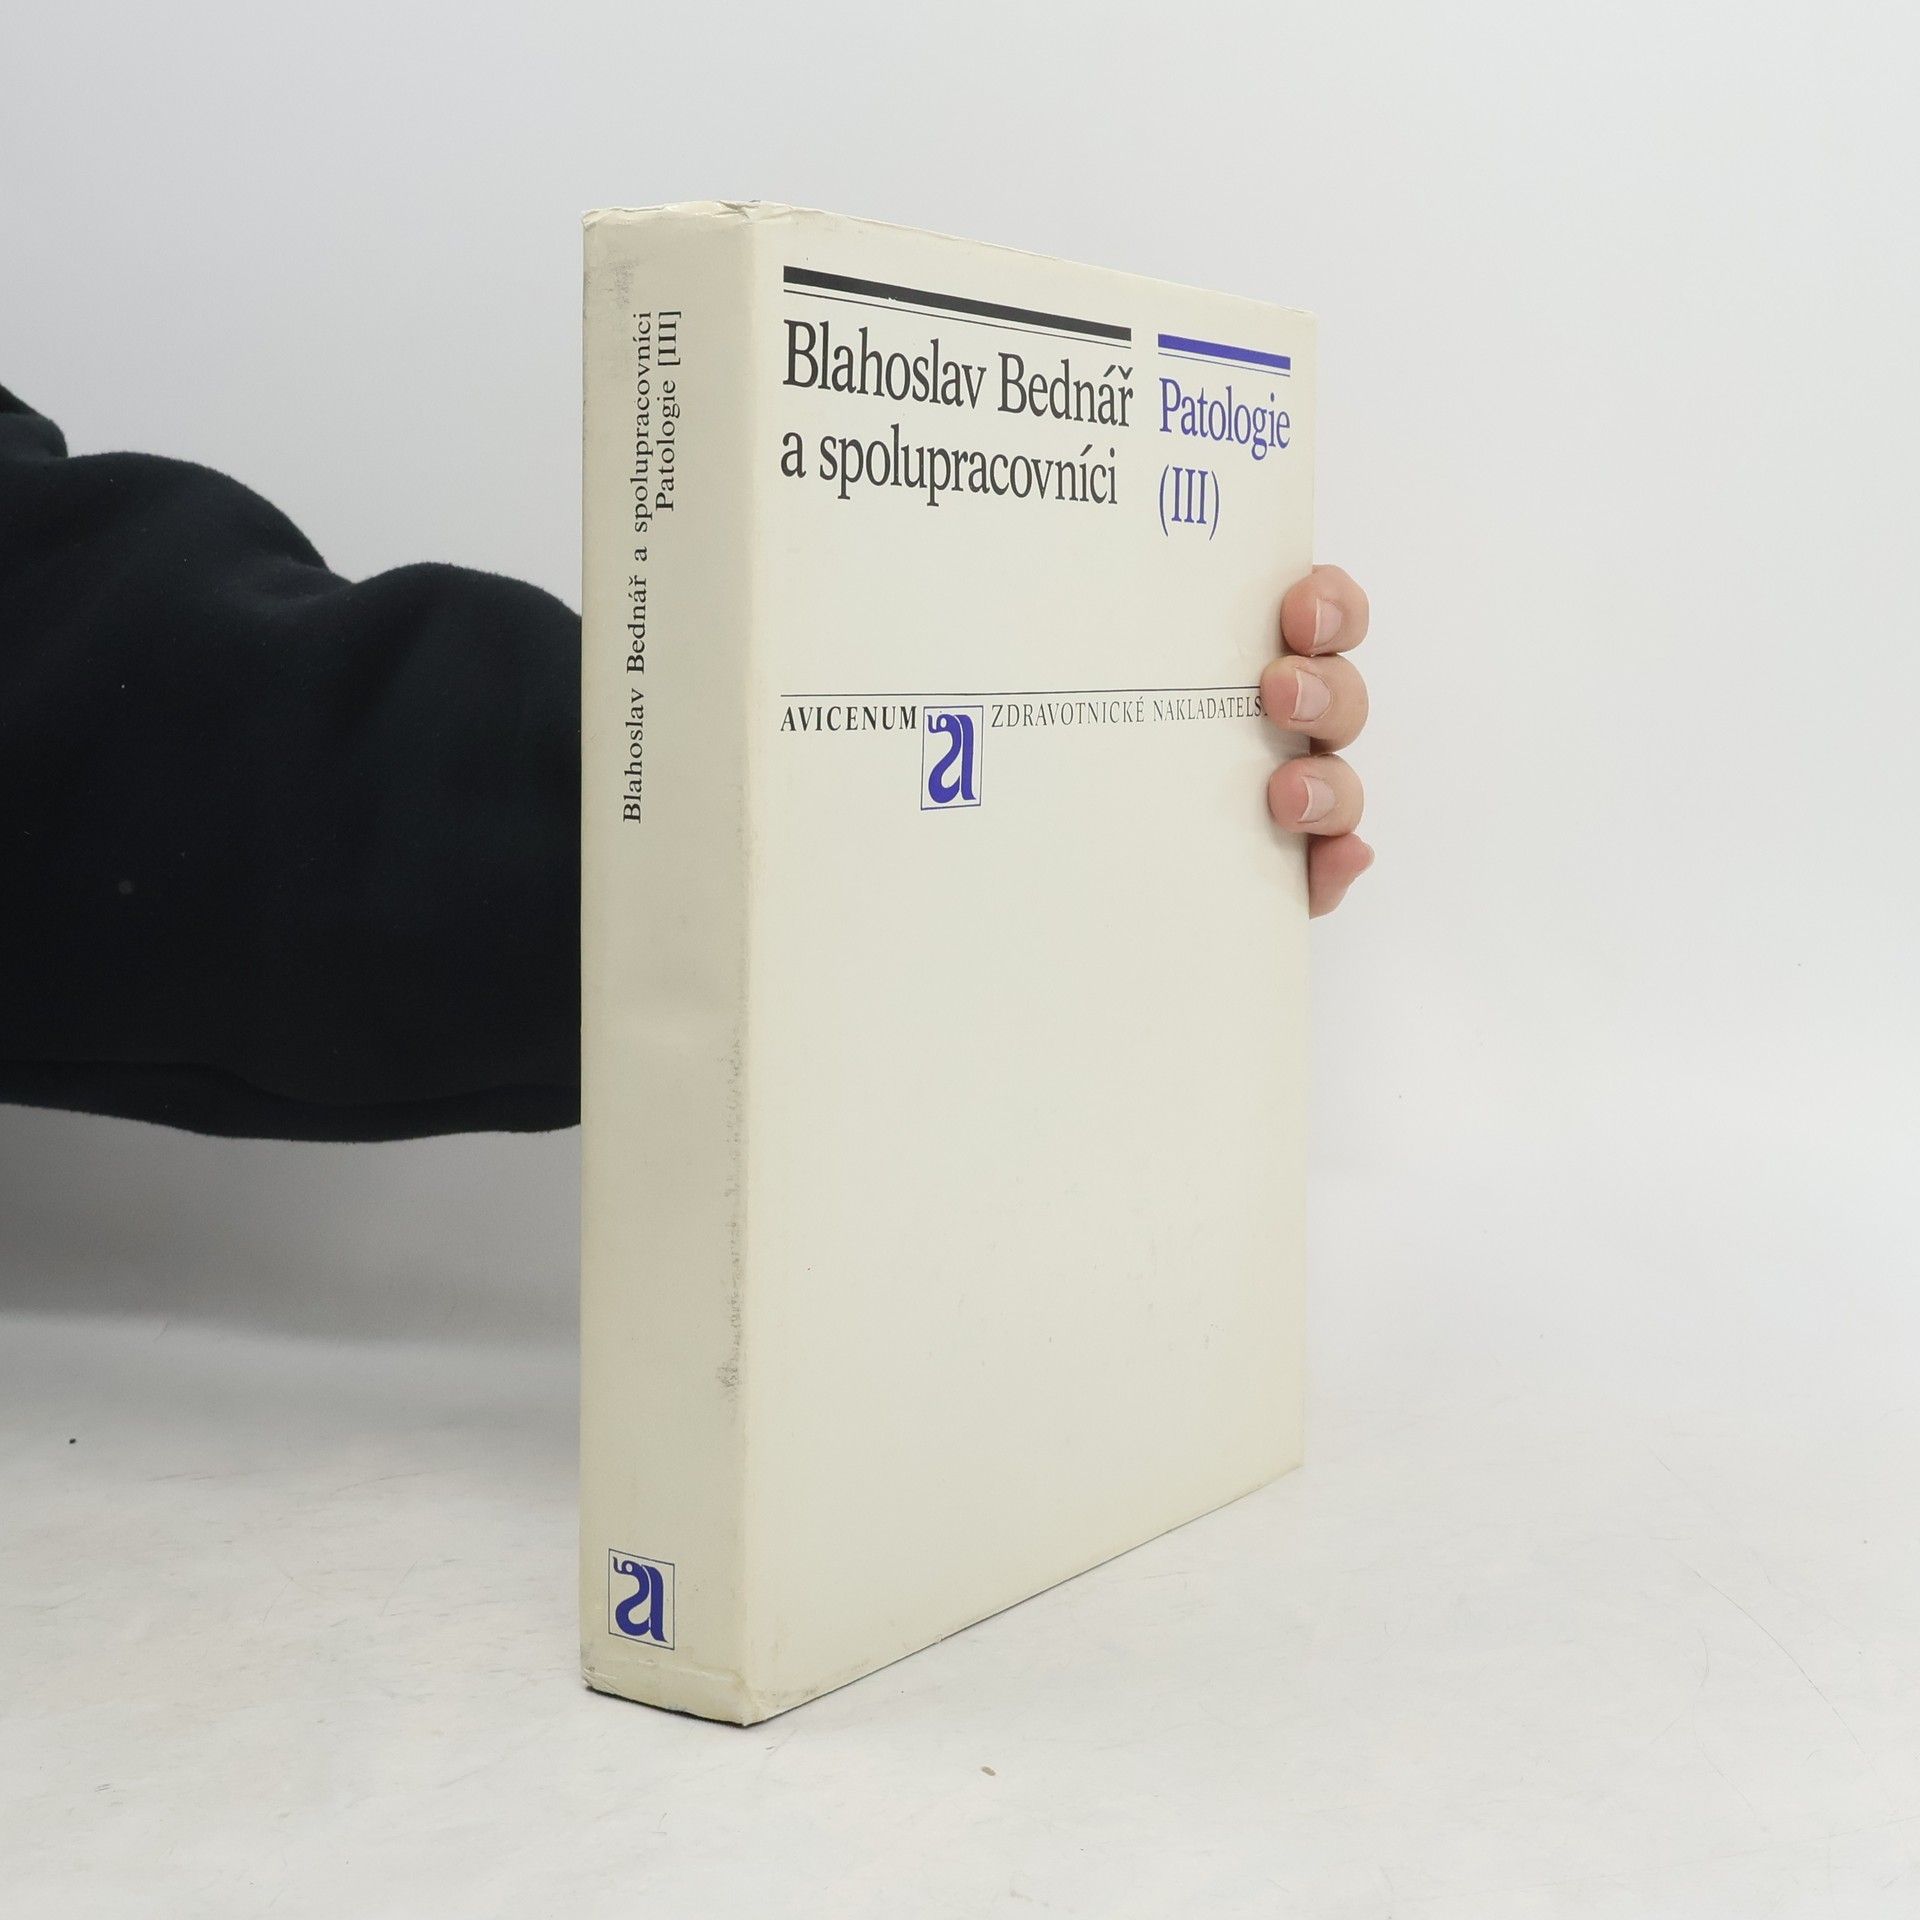 Blahoslav Bednář a spolupracovníci
Patologie [III]
Blahoslav Bednář
a spolupracovníci
Patologie
(III)
AVICENUM a ZDRAVOTNICKÉ NAKLADATELS
a